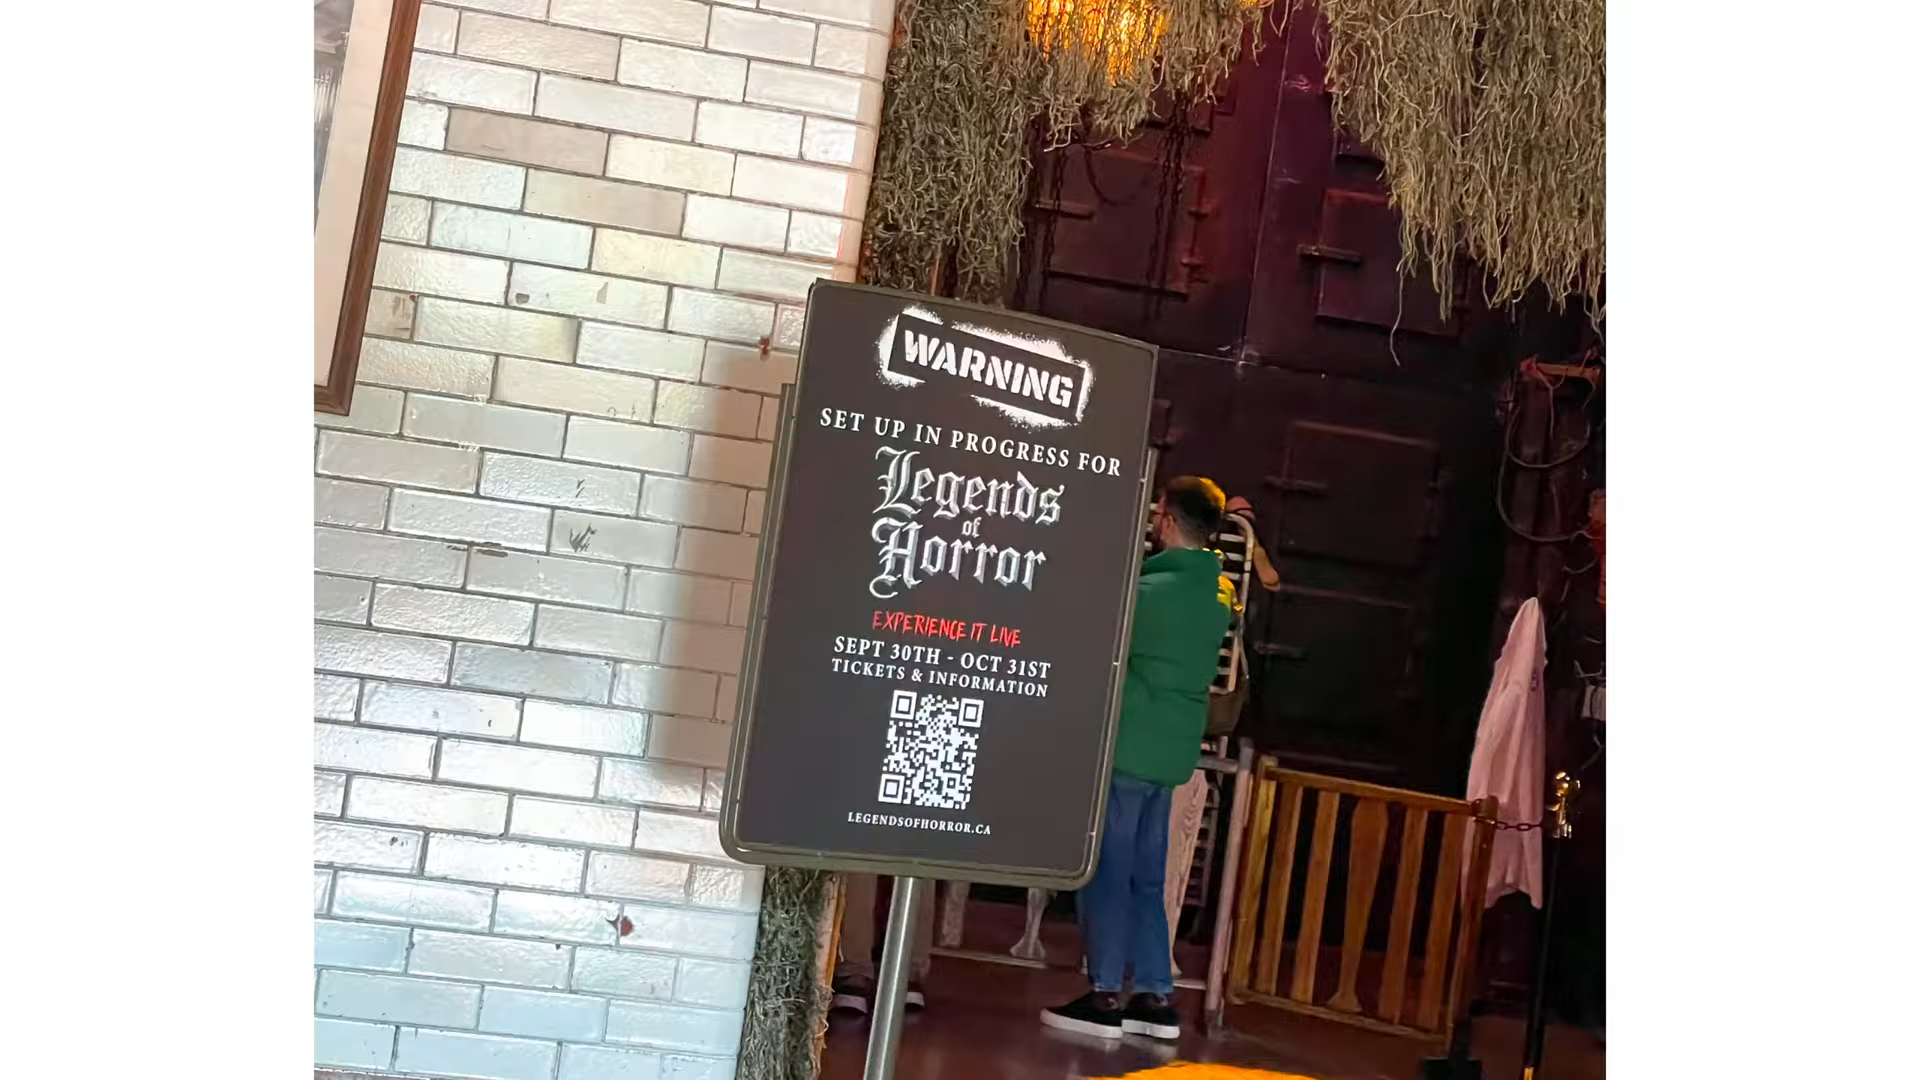 WARNING
SET UP IN PROGRESS FOR
Legends
of
Horror
EXPERIENCE IT LIVE
SEPT 30TH - OCT 31ST
TICKETS & INFORMATION
LEGENDSOFHORROR.CA